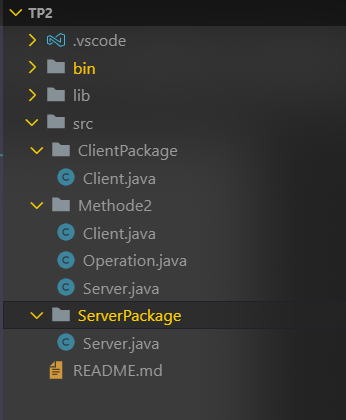 TP2
.vscode
bin
lib
src
ClientPackage
Client.java
Methode2
Client.java
Operation.java
Server.java
ServerPackage
Server.java
README.md